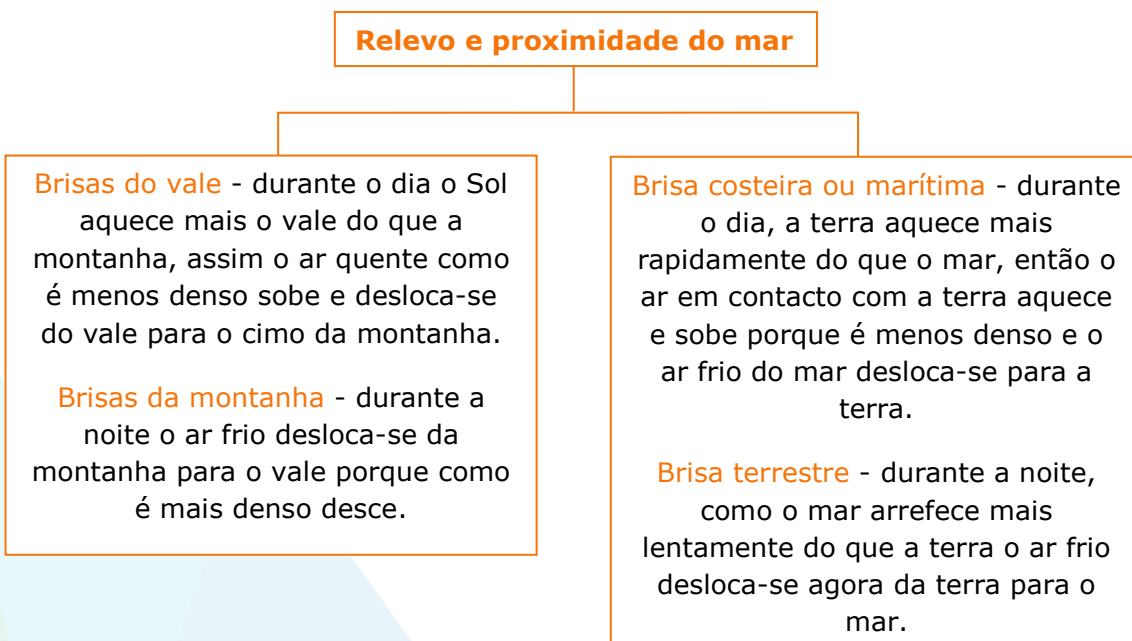 Relevo e proximidade do mar
Brisas do vale - durante o dia o Sol
aquece mais o vale do que a
montanha, assim o ar quente como
é menos denso sobe e desloca-se
do vale para o cimo da montanha.
Brisas da montanha - durante a
noite o ar frio desloca-se da
montanha para o vale porque como
é mais denso desce.
Brisa costeira ou marítima - durante
o dia, a terra aquece mais
rapidamente do que o mar, então o
ar em contacto com a terra aquece
e sobe porque é menos denso e o
ar frio do mar desloca-se para a
terra.
Brisa terrestre - durante a noite,
como o mar arrefece mais
lentamente do que a terra o ar frio
desloca-se agora da terra para o
mar.